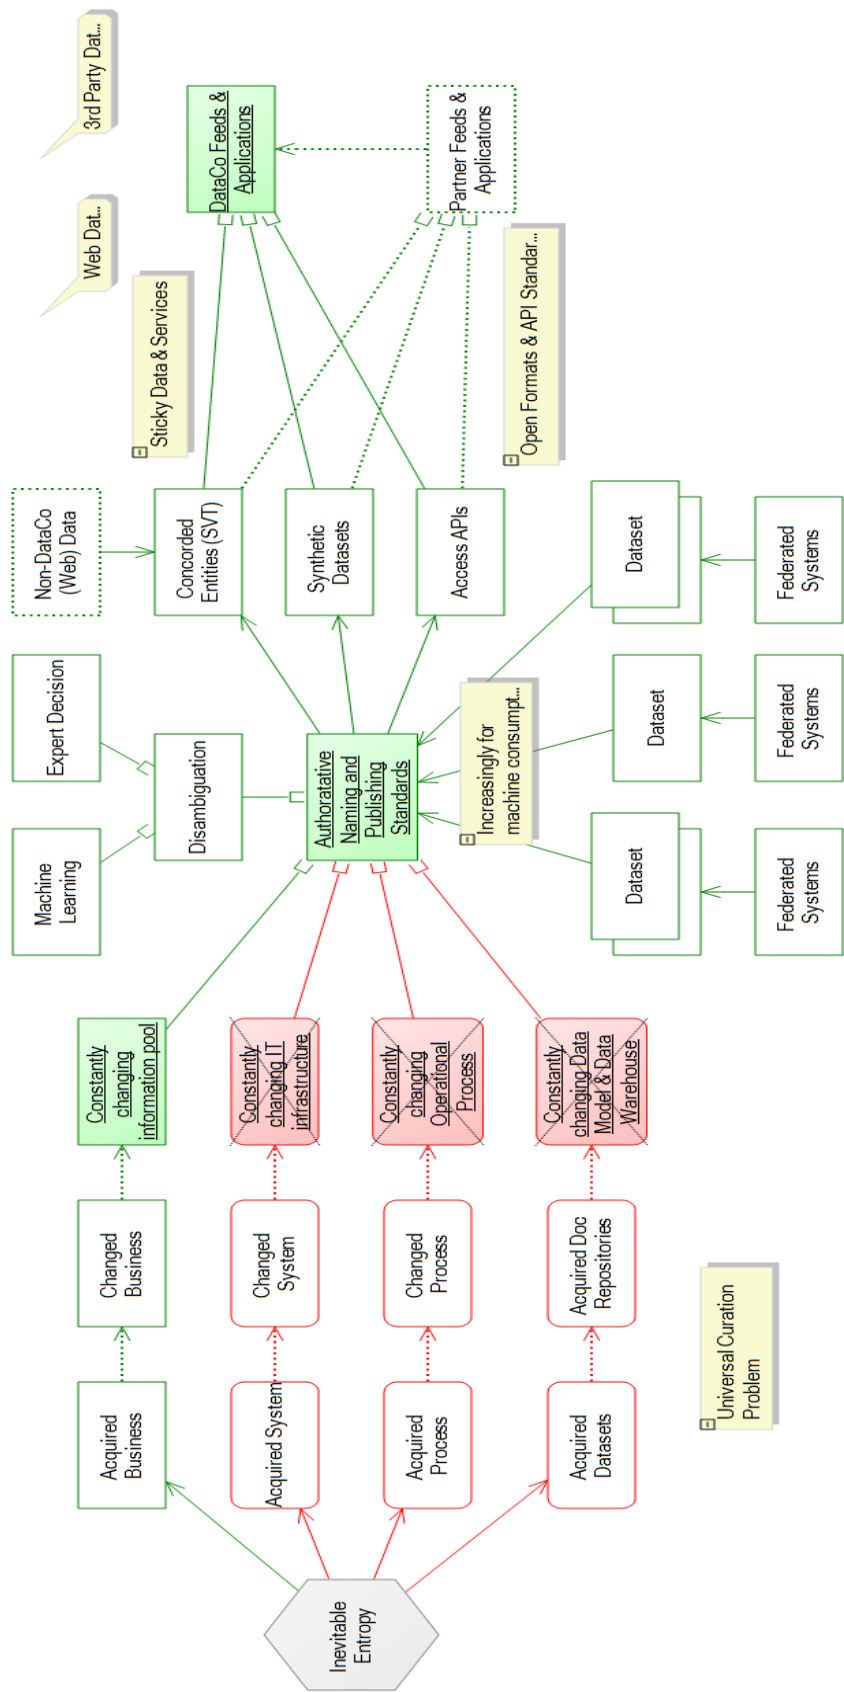 Inevitable
Entropy
Acquired
Business
Acquired System
Acquired
Process
Acquired
Datasets
Changed
Business
Changed
System
Changed
Process
Acquired Doc
Repositories
Universal Curation
Problem
Constantly
changing
information pool
Constantly
changing IT
infrastructure
Constantly
changing
Operational
Process
Constantly
changing Data
Model & Data
Warehouse
Machine
Learning
Expert Decision
Disambiguation
Authoratative
Naming and
Publishing
Standards
Increasingly for
machine consumpt...
Dataset
Dataset
Dataset
Federated
Systems
Federated
Systems
Federated
Systems
Non-DataCo
(Web) Data
Concorded
Entities (SVT)
Synthetic
Datasets
Access APIs
Sticky Data & Services
Open Formats & API Standar...
Web Dat...
3rd Party Dat...
DataCo Feeds &
Applications
Partner Feeds &
Applications